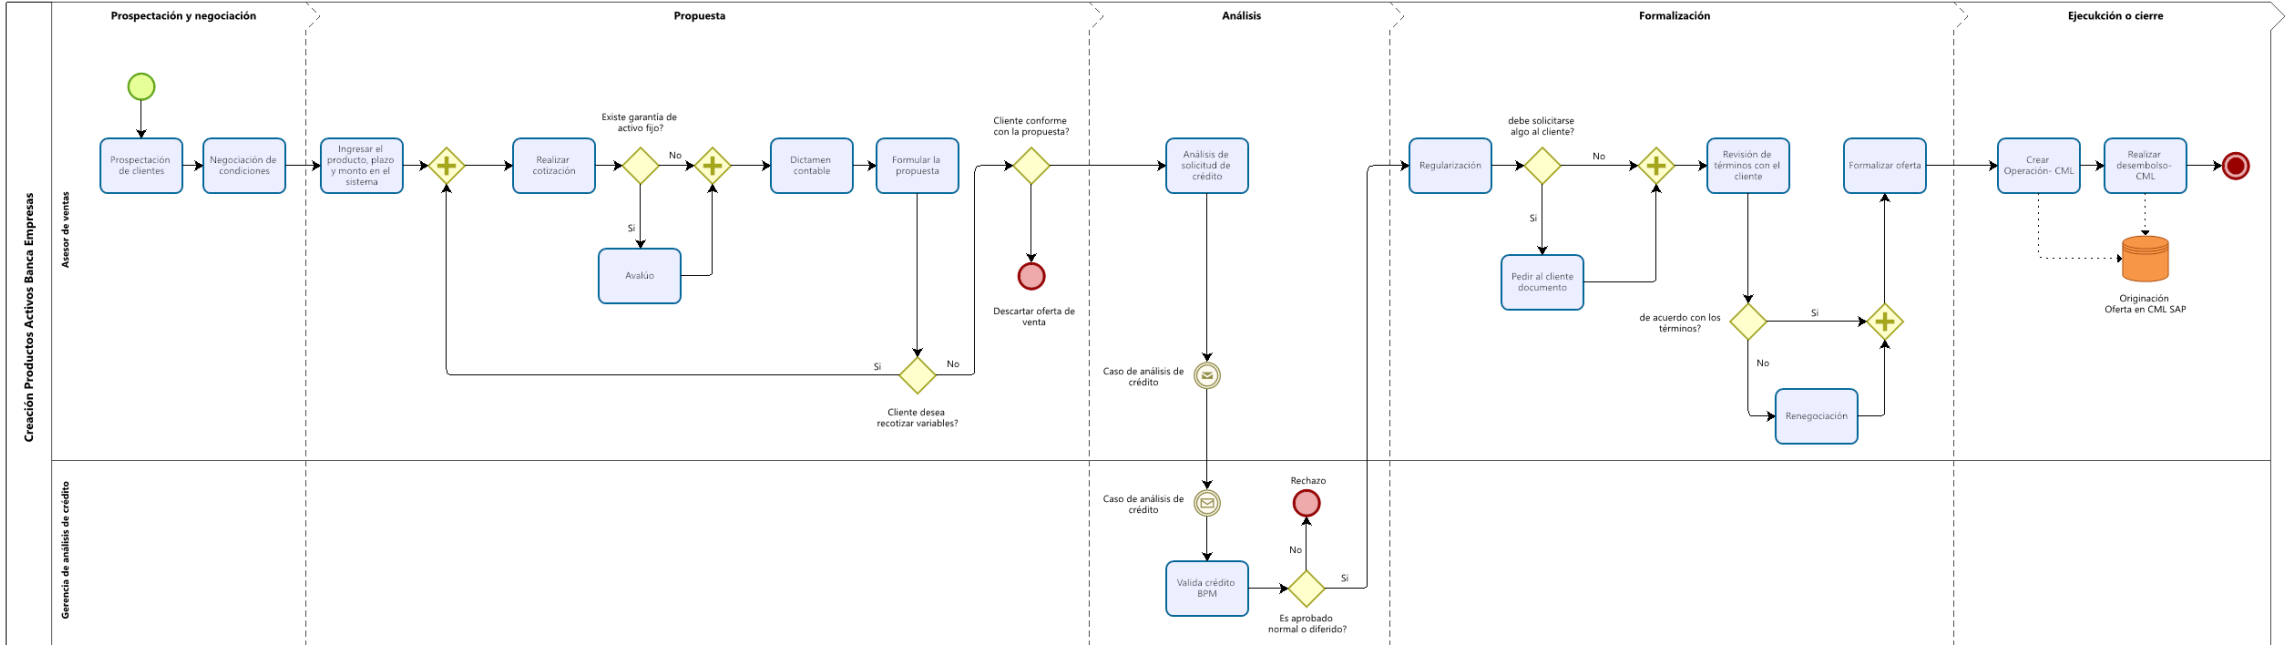 Prospectación y negociación
Propuesta
Análisis
Formalización
Ejecukción o cierre
Creación Productos Activos Banca Empresas
Asesor de ventas
Gerencia de análisis de crédito
Prospectación
de clientes
Negociación de
condiciones
Ingresar el
producto, plazo
y monto en el
sistema
Realizar
cotización
Existe garantía de
activo fijo?
No
Si
Avalúo
Dictamen
contable
Formular la
propuesta
Cliente conforme
con la propuesta?
Descartar oferta de
venta
Si
No
Cliente desea
recotizar variables?
Análisis de
solicitud de
crédito
Caso de análisis de
crédito
Caso de análisis de
crédito
Valida crédito
BPM
Rechazo
No
Si
Es aprobado
normal o diferido?
Regularización
debe solicitarse
algo al cliente?
No
Si
Pedir al cliente
documento
Revisión de
términos con el
cliente
de acuerdo con los
términos?
Si
No
Renegociación
Formalizar oferta
Crear
Operación- CML
Realizar
desembolso-
CML
Originación
Oferta en CML SAP